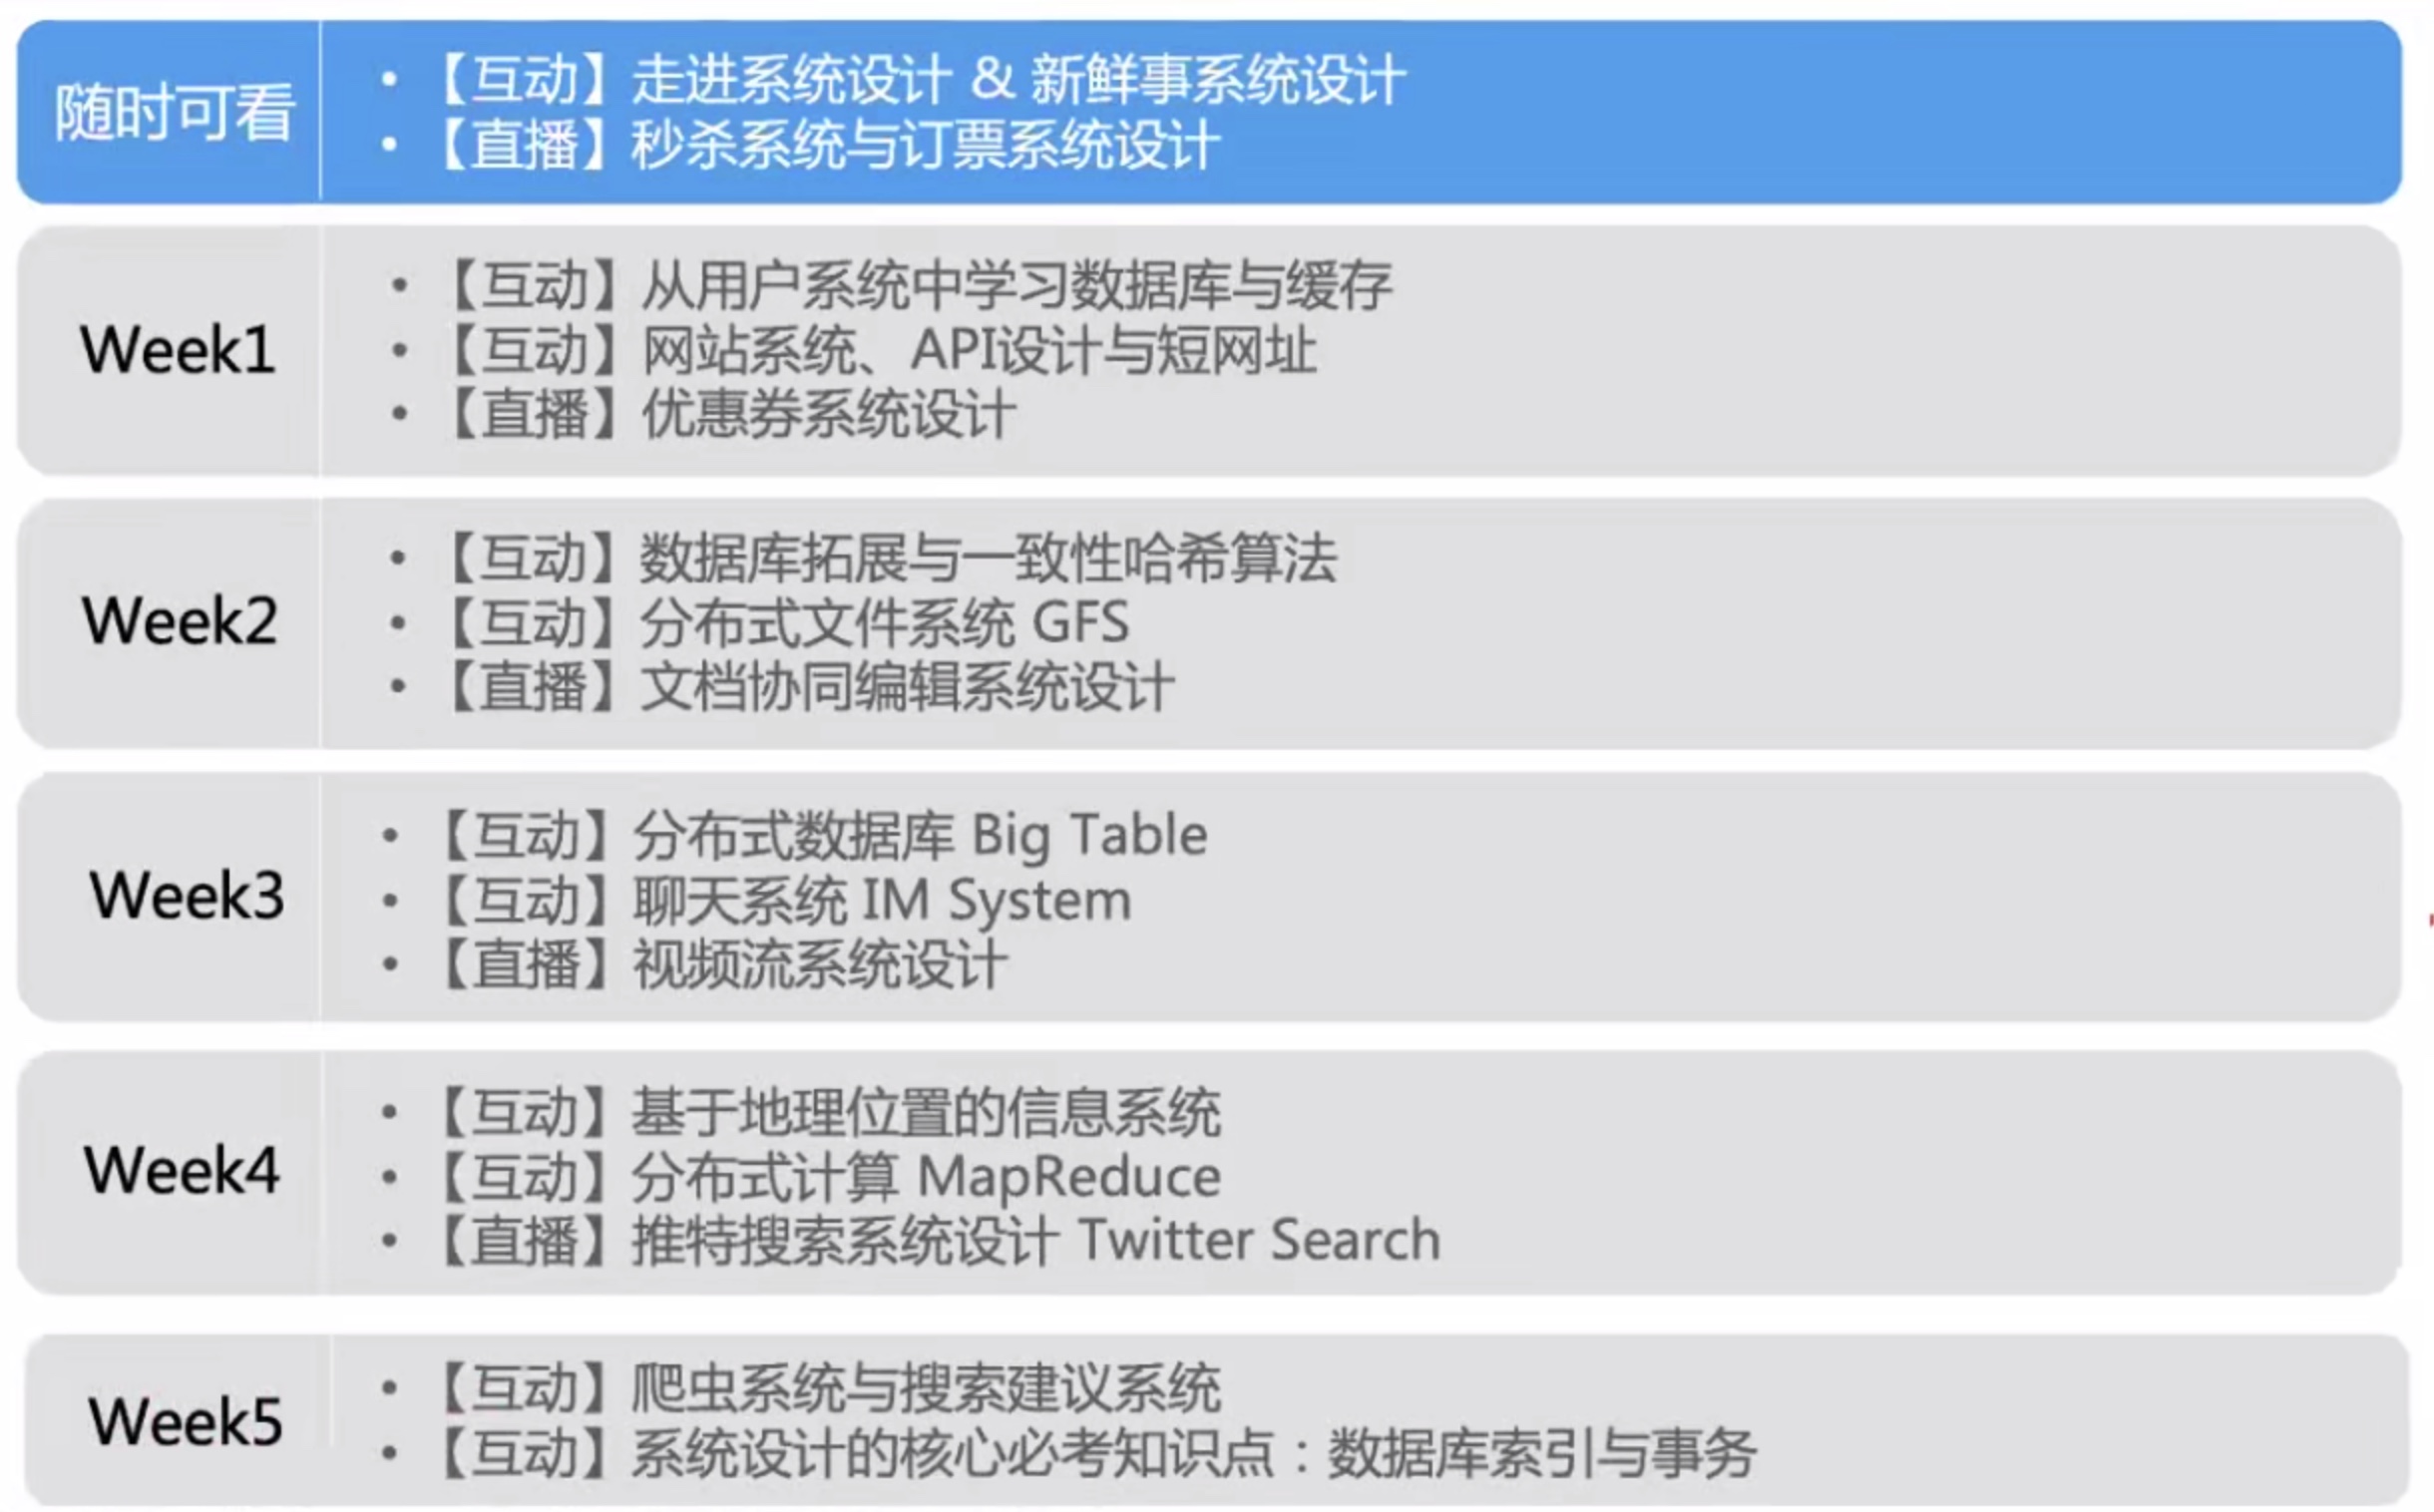 随时可看
• 【互动】走进系统设计 & 新鲜事系统设计
• 【直播】秒杀系统与订票系统设计
Week1
• 【互动】从用户系统中学习数据库与缓存
• 【互动】网站系统、API设计与短网址
• 【直播】优惠券系统设计
Week2
• 【互动】数据库拓展与一致性哈希算法
• 【互动】分布式文件系统 GFS
• 【直播】文档协同编辑系统设计
Week3
• 【互动】分布式数据库 Big Table
• 【互动】聊天系统 IM System
• 【直播】视频流系统设计
Week4
• 【互动】基于地理位置的信息系统
• 【互动】分布式计算 MapReduce
• 【直播】推特搜索系统设计 Twitter Search
Week5
• 【互动】爬虫系统与搜索建议系统
• 【互动】系统设计的核心必考知识点：数据库索引与事务